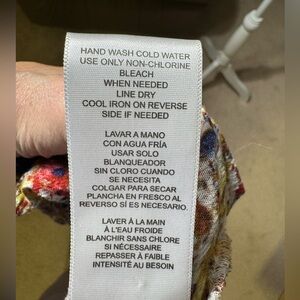 HAND WASH COLD WATER
USE ONLY NON-CHLORINE
BLEACH
WHEN NEEDED
LINE DRY
COOL IRON ON REVERSE
SIDE IF NEEDED
LAVAR A MANO
CON AGUA FRÍA
USAR SOLO
BLANQUEADOR
SIN CLORO CUANDO
SE NECESITA
COLGAR PARA SECAR
PLANCHA EN FRESCO AL
REVERSO SÍ ES NECESARIO.
LAVER À LA MAIN
À L'EAU FROIDE
BLANCHIR SANS CHLORE
SI NÉCESSAIRE
REPASSER À FAIBLE
INTENSITÉ AU BESOIN